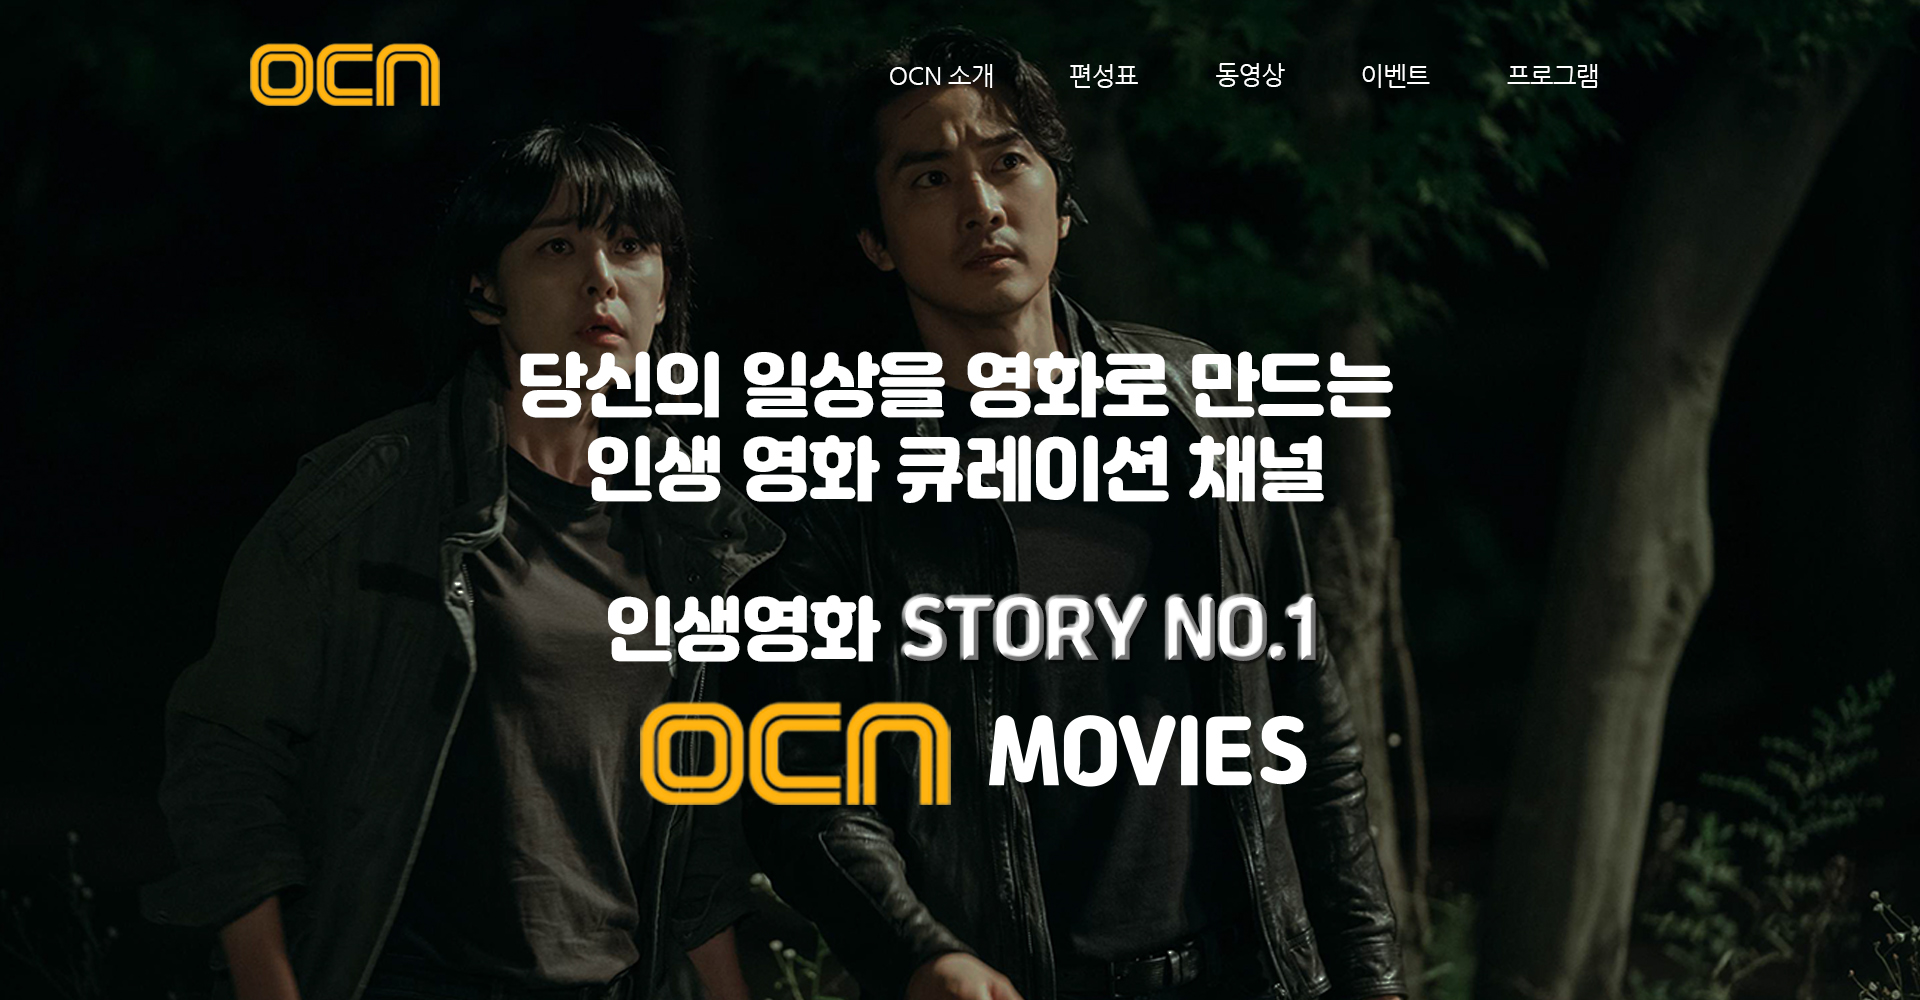 OCN
OCN 소개 편성표 동영상 이벤트 프로그램
당신의 일상을 영화로 만드는
인생 영화 큐레이션 채널
인생영화 STORY NO.1
OCN MOVIES